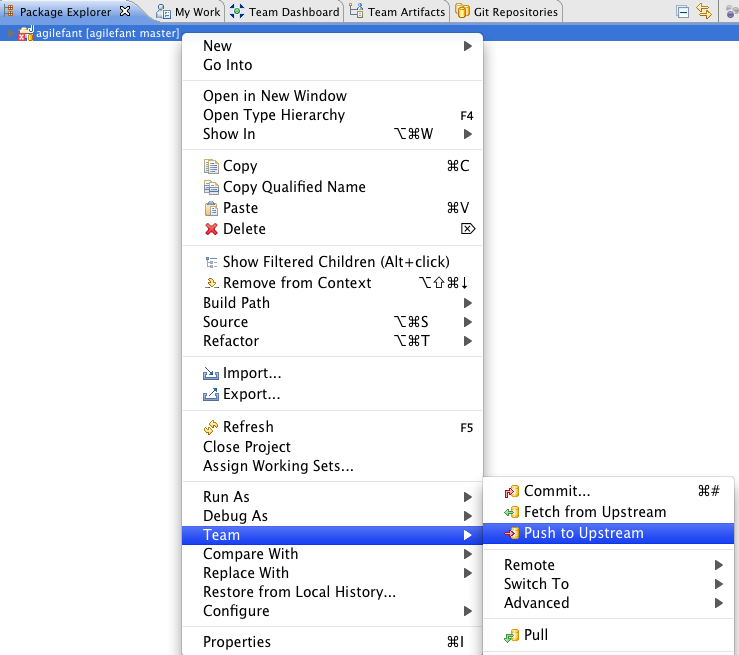 Package Explorer My Work Team Dashboard Team Artifacts Git Repositories
agilefant [agilefant master]
New
Go Into
Open in New Window
Open Type Hierarchy F4
Show In ⌥⌘W
Copy ⌘C
Copy Qualified Name
Paste ⌘V
Delete ⌦
Show Filtered Children (Alt+click)
Remove from Context ⌥⇧⌘↓
Build Path
Source ⌥⌘S
Refactor ⌥⌘T
Import...
Export...
Refresh F5
Close Project
Assign Working Sets...
Run As
Debug As
Team
Compare With
Replace With
Restore from Local History...
Configure
Properties ⌘I
Commit... ⌘#
Fetch from Upstream
Push to Upstream
Remote
Switch To
Advanced
Pull